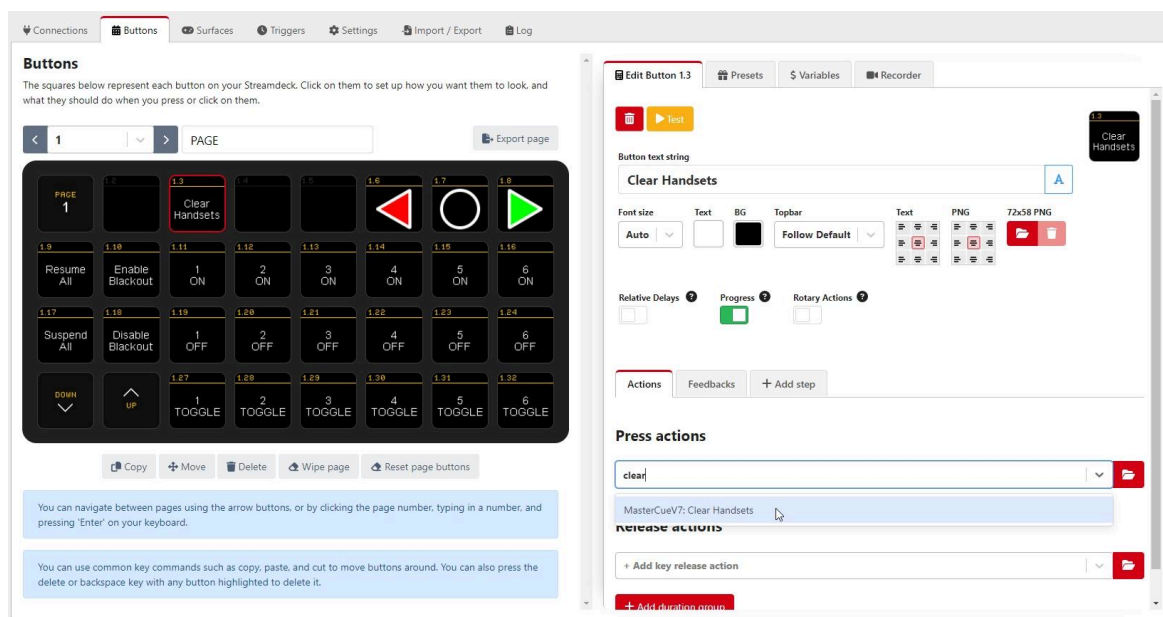 Connections
Buttons
Surfaces
Triggers
Settings
Import / Export
Log
Buttons
The squares below represent each button on your Streamdeck. Click on them to set up how you want them to look, and
what they should do when you press or click on them.
1
PAGE
Export page
PAGE
1
1.2
1.3
Clear
Handsets
1.4
1.5
1.6
1.7
1.8
1.9
Resume
All
1.10
Enable
Blackout
1.11
1
ON
1.12
2
ON
1.13
3
ON
1.14
4
ON
1.15
5
ON
1.16
6
ON
1.17
Suspend
All
1.18
Disable
Blackout
1.19
1
OFF
1.20
2
OFF
1.21
3
OFF
1.22
4
OFF
1.23
5
OFF
1.24
6
OFF
DOWN
UP
1.27
1
TOGGLE
1.28
2
TOGGLE
1.29
3
TOGGLE
1.30
4
TOGGLE
1.31
5
TOGGLE
1.32
6
TOGGLE
Copy
Move
Delete
Wipe page
Reset page buttons
You can navigate between pages using the arrow buttons, or by clicking the page number, typing in a number, and
pressing 'Enter' on your keyboard.
You can use common key commands such as copy, paste, and cut to move buttons around. You can also press the
delete or backspace key with any button highlighted to delete it.
Edit Button 1.3
Presets
$ Variables
Recorder
Test
1.3
Clear
Handsets
Button text string
Clear Handsets
A
Font size
Text
BG
Topbar
Text
PNG
72x58 PNG
Auto
Follow Default
Relative Delays ?
Progress ?
Rotary Actions ?
Actions
Feedbacks
+ Add step
Press actions
clear
MasterCueV7: Clear Handsets
Release actions
+ Add key release action
+ Add duration group